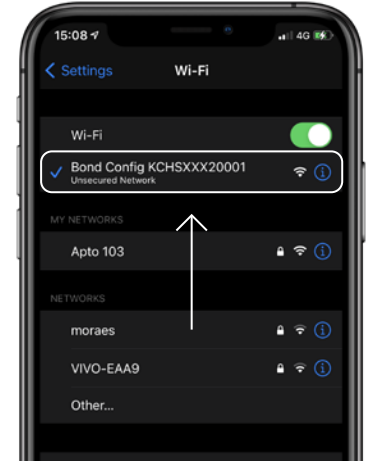 15:08
4G
Settings
Wi-Fi
Wi-Fi
Bond Config KCHSXXX20001
Unsecured Network
MY NETWORKS
Apto 103
NETWORKS
moraes
VIVO-EAA9
Other...